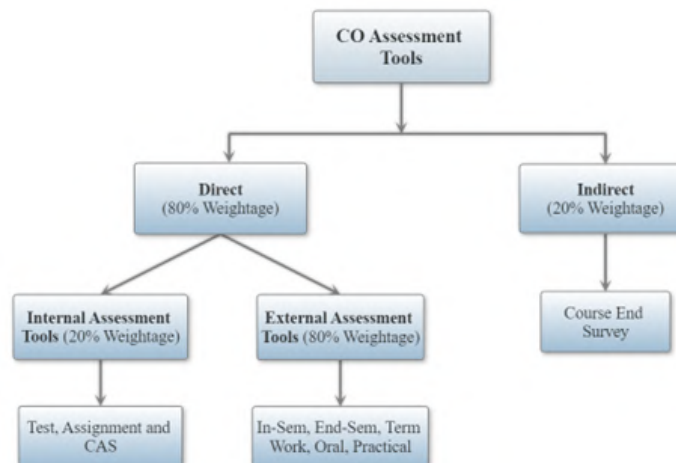 CO Assessment
Tools
Direct
(80% Weightage)
Indirect
(20% Weightage)
Internal Assessment
Tools (20% Weightage)
External Assessment
Tools (80% Weightage)
Course End
Survey
Test, Assignment and
CAS
In-Sem, End-Sem, Term
Work, Oral, Practical